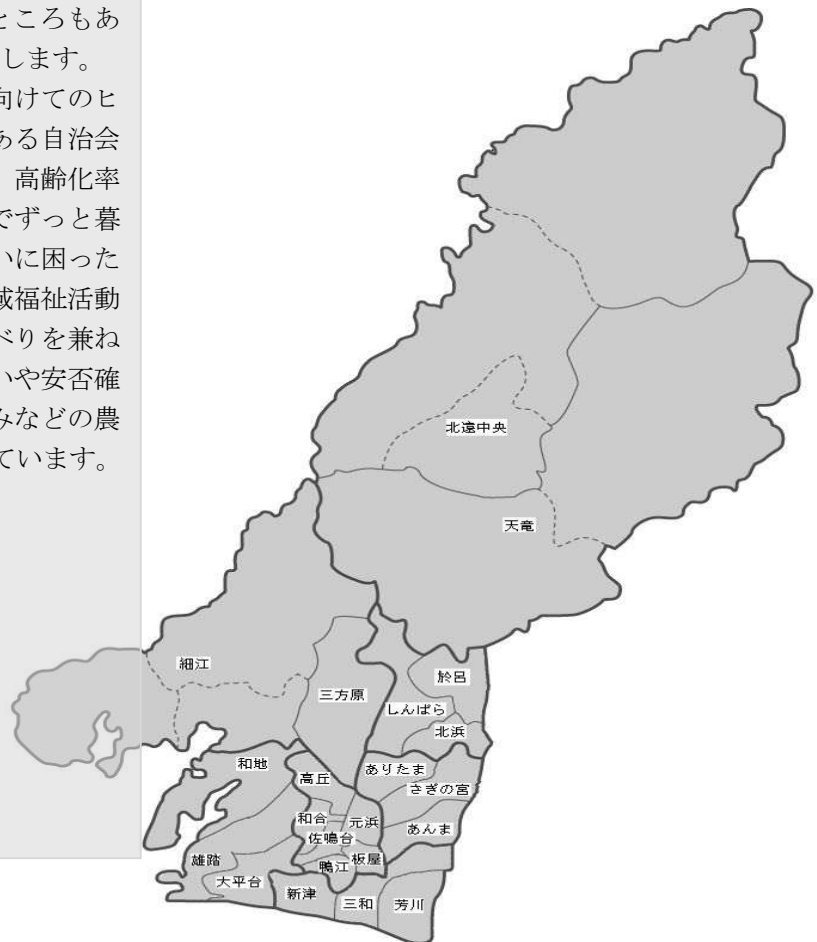 ところもあ
します。
向けてのヒ
ある自治会
高齢化率
でずっと暮
いに困った
域福祉活動
べりを兼ね
いや安否確
みなどの農
ています。
北遠中央
天竜
細江
三方原
於呂
しんぱら
北浜
和地
高丘
ありたま
さぎの宮
和合
元浜
佐鳴台
あんま
雄踏
鴨江
板屋
大平台
新津
三和
芳川